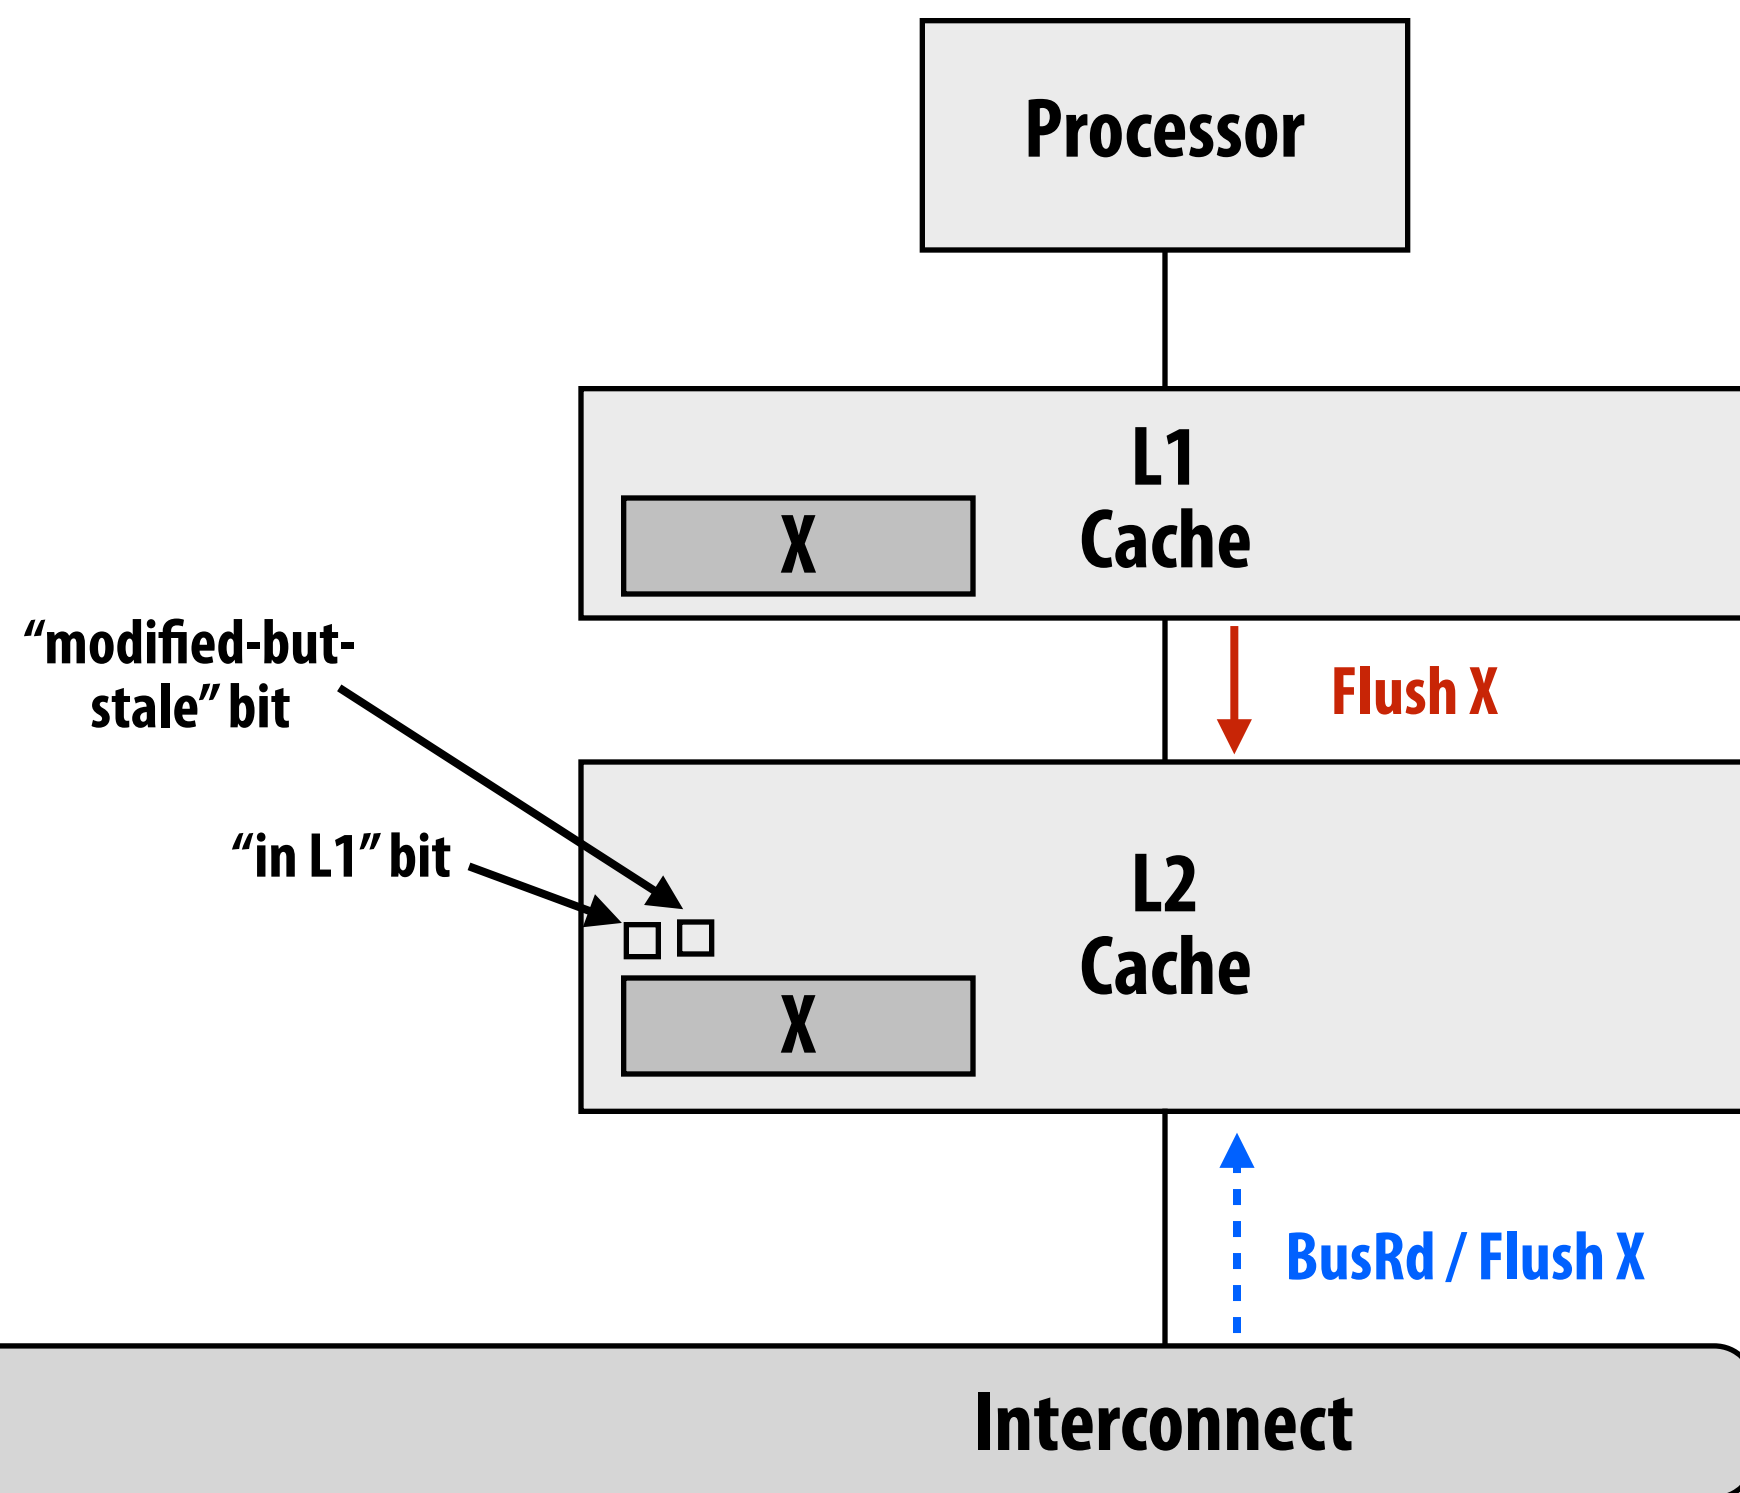 Processor
L1
Cache
X
“modified-but-
stale” bit
Flush X
“in L1” bit
L2
Cache
X
BusRd / Flush X
Interconnect